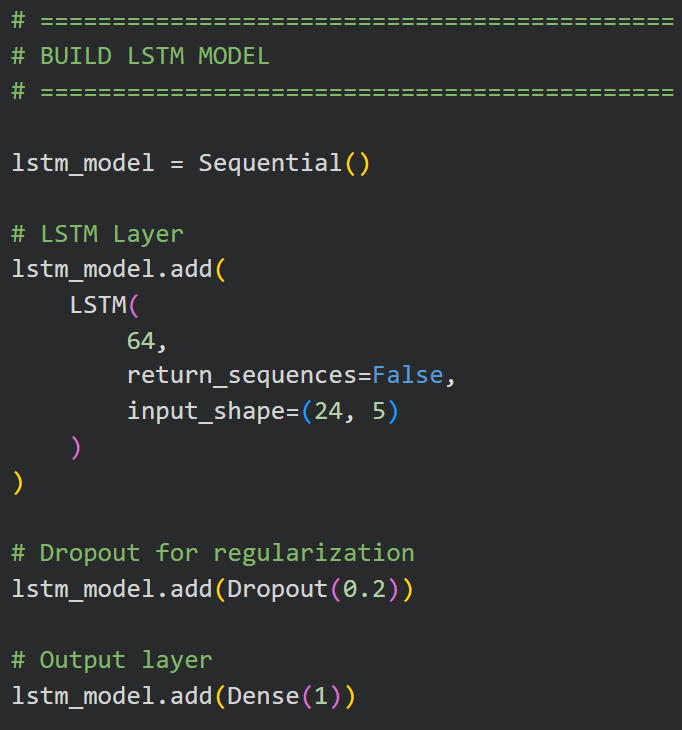 # ============================================
# BUILD LSTM MODEL
# ============================================
lstm_model = Sequential()
# LSTM Layer
lstm_model.add(
    LSTM(
        64,
        return_sequences=False,
        input_shape=(24, 5)
    )
)
# Dropout for regularization
lstm_model.add(Dropout(0.2))
# Output layer
lstm_model.add(Dense(1))